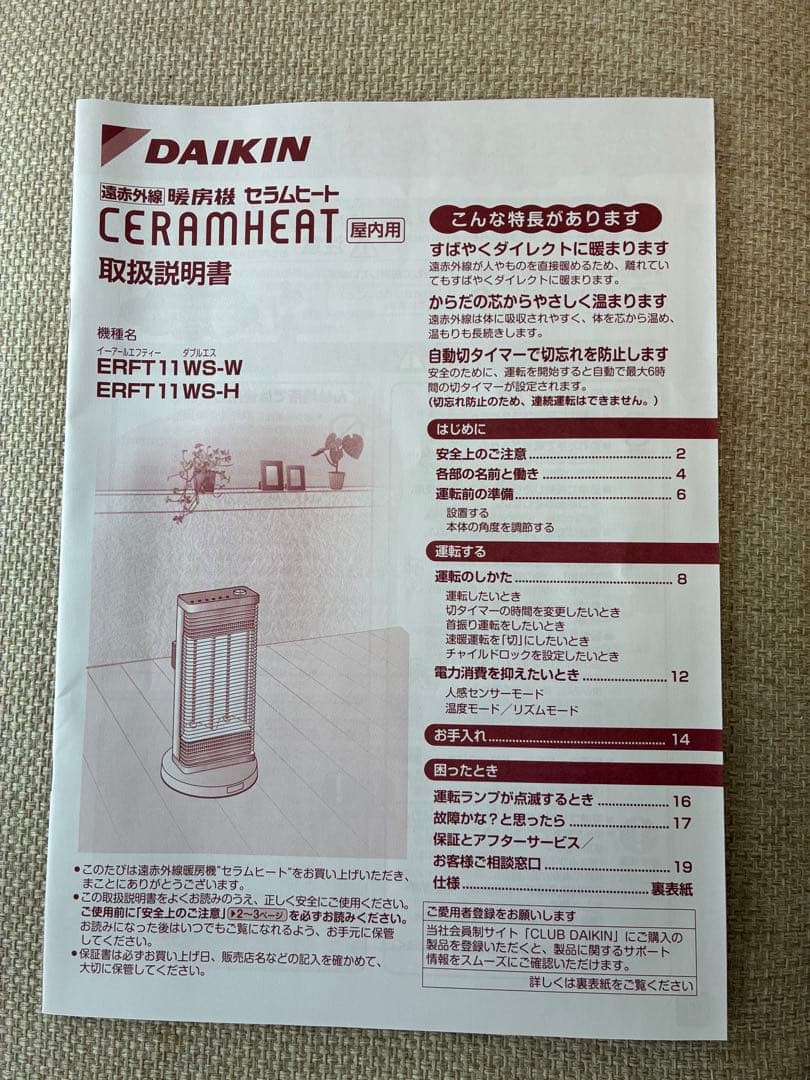 DAIKIN
遠赤外線 暖房機 セラムヒート
CERAMHEAT 屋内用
取扱説明書
機種名
イーアールエフティー ダブルエス
ERFT11WS-W
ERFT11WS-H
●このたびは遠赤外線暖房機"セラムヒート"をお買い上げいただき、
まことにありがとうございます。
●この取扱説明書をよくお読みのうえ、正しく安全にご使用ください。
ご使用前に「安全上のご注意」▶2~3ページを必ずお読みください。
お読みになった後はいつでもご覧になれるよう、お手元に保管
してください。
●保証書は必ずお買い上げ日、販売店名などの記入を確かめて、
大切に保管してください。
こんな特長があります
すばやくダイレクトに暖まります
遠赤外線が人やものを直接暖めるため、離れてい
てもすばやくダイレクトに暖まります。
からだの芯からやさしく温まります
遠赤外線は体に吸収されやすく、体を芯から温め、
温もりも長続きします。
自動切タイマーで切忘れを防止します
安全のために、運転を開始すると自動で最大6時
間の切タイマーが設定されます。
(切忘れ防止のため、連続運転はできません。)
はじめに
安全上のご注意 2
各部の名前と働き 4
運転前の準備 6
設置する
本体の角度を調節する
運転する
運転のしかた 8
運転したいとき
切タイマーの時間を変更したいとき
首振り運転をしたいとき
速暖運転を「切」にしたいとき
チャイルドロックを設定したいとき
電力消費を抑えたいとき 12
人感センサーモード
温度モード/リズムモード
お手入れ 14
困ったとき
運転ランプが点滅するとき 16
故障かな?と思ったら 17
保証とアフターサービス/
お客様ご相談窓口 19
仕様 裏表紙
ご愛用者登録をお願いします
当社会員制サイト「CLUB DAIKIN」にご購入の
製品を登録いただくと、製品に関するサポート
情報をスムーズにご確認いただけます。
詳しくは裏表紙をご覧ください